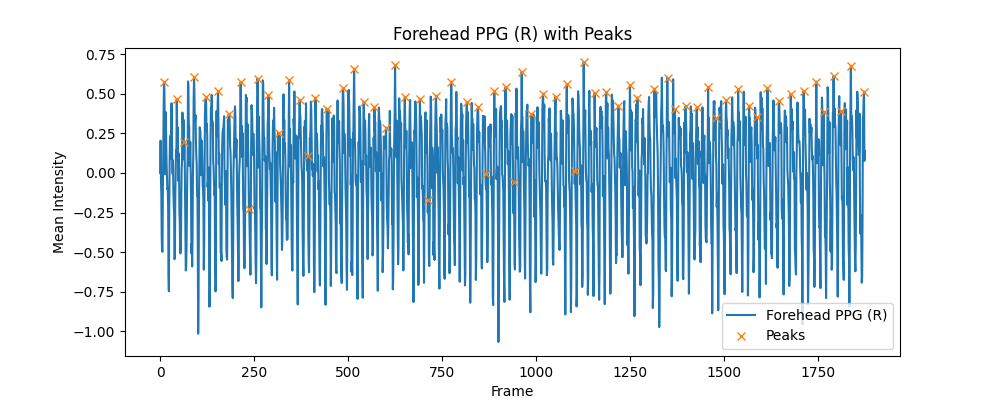 Forehead PPG (R) with Peaks
Mean Intensity
0.75
0.50
0.25
0.00
−0.25
−0.50
−0.75
−1.00
Forehead PPG (R)
Peaks
0 250 500 750 1000 1250 1500 1750
Frame